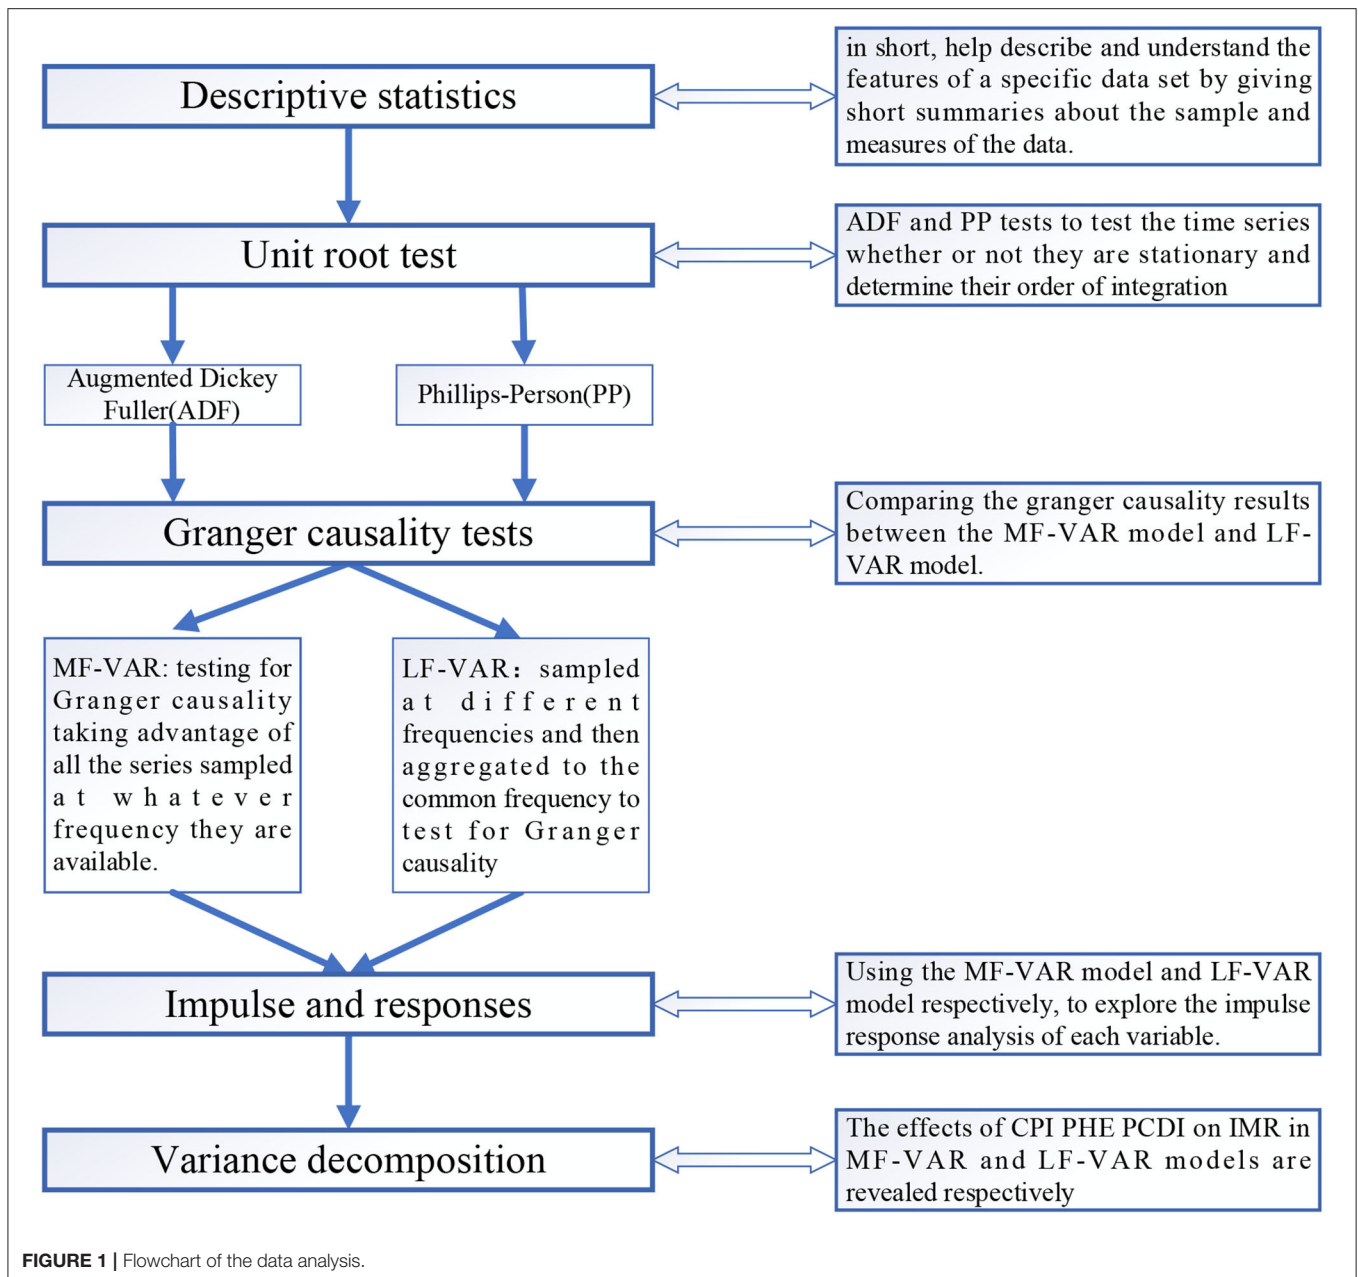 Descriptive statistics
in short, help describe and understand the
features of a specific data set by giving
short summaries about the sample and
measures of the data.
Unit root test
ADF and PP tests to test the time series
whether or not they are stationary and
determine their order of integration
Augmented Dickey
Fuller(ADF)
Phillips-Person(PP)
Granger causality tests
Comparing the granger causality results
between the MF-VAR model and LF-
VAR model.
MF-VAR: testing for
Granger causality
taking advantage of
all the series sampled
at whatever
frequency they are
available.
LF-VAR: sampled
at different
frequencies and then
aggregated to the
common frequency to
test for Granger
causality
Impulse and responses
Using the MF-VAR model and LF-VAR
model respectively, to explore the impulse
response analysis of each variable.
Variance decomposition
The effects of CPI PHE PCDI on IMR in
MF-VAR and LF-VAR models are
revealed respectively
FIGURE 1 | Flowchart of the data analysis.